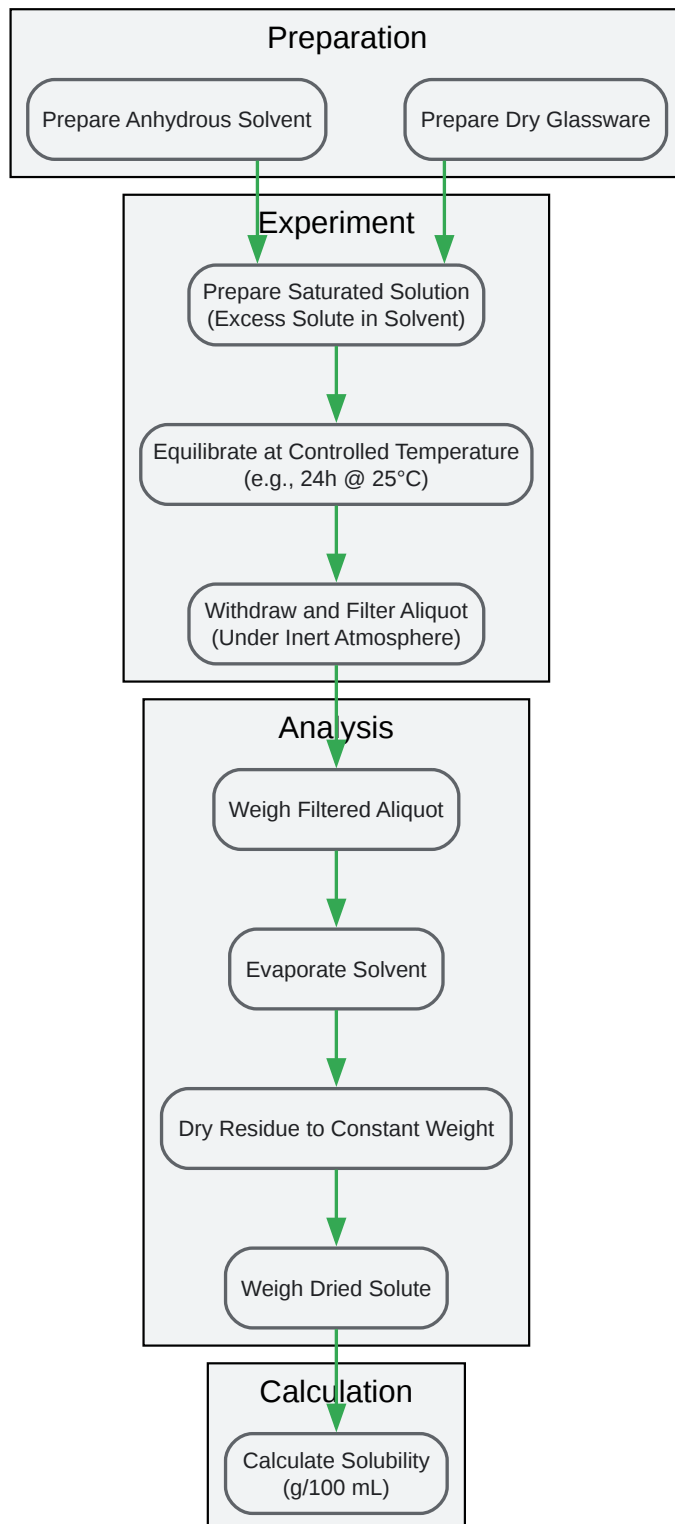 Preparation
Prepare Anhydrous Solvent
Prepare Dry Glassware
Experiment
Prepare Saturated Solution
(Excess Solute in Solvent)
Equilibrate at Controlled Temperature
(e.g., 24h @ 25°C)
Withdraw and Filter Aliquot
(Under Inert Atmosphere)
Analysis
Weigh Filtered Aliquot
Evaporate Solvent
Dry Residue to Constant Weight
Weigh Dried Solute
Calculation
Calculate Solubility
(g/100 mL)